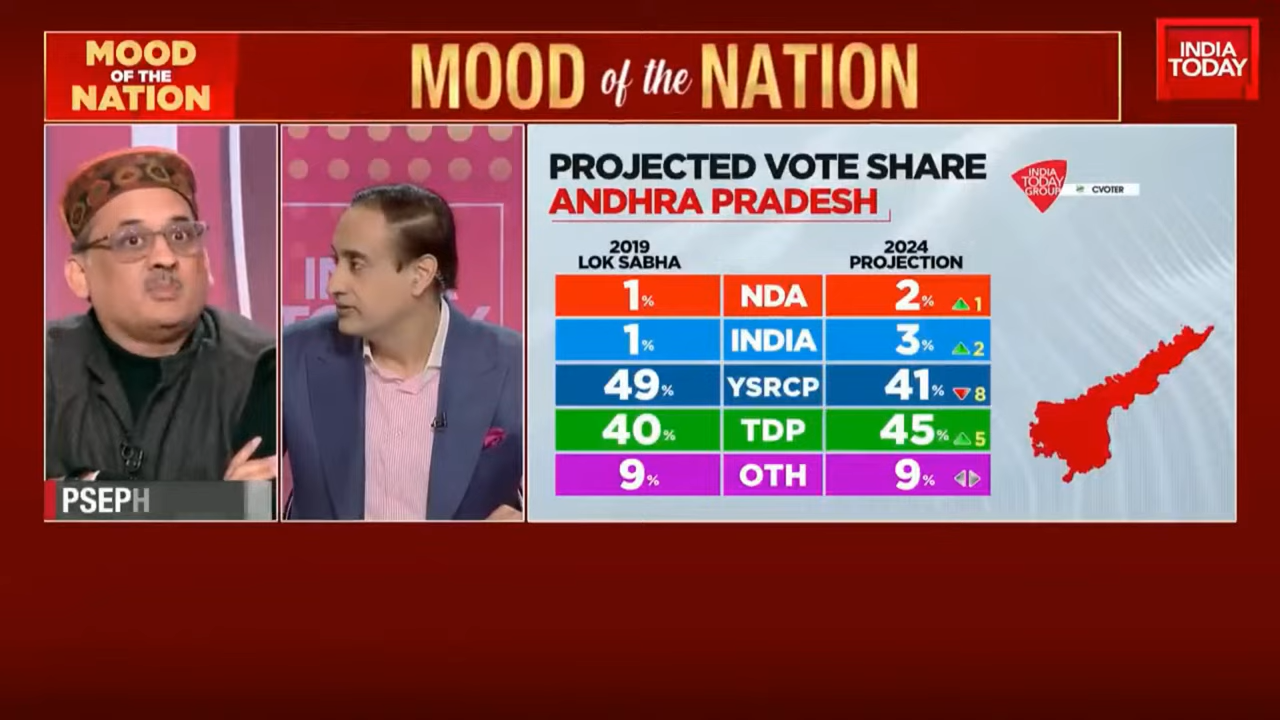 MOOD
OF THE
NATION
MOOD of the NATION
INDIA
TODAY
PROJECTED VOTE SHARE
ANDHRA PRADESH
INDIA
TODAY
GROUP
CVOTER
2019
LOK SABHA
2024
PROJECTION
1% NDA 2% 1
1% INDIA 3% 2
49% YSRCP 41% 8
40% TDP 45% 5
9% OTH 9%
PSEPH